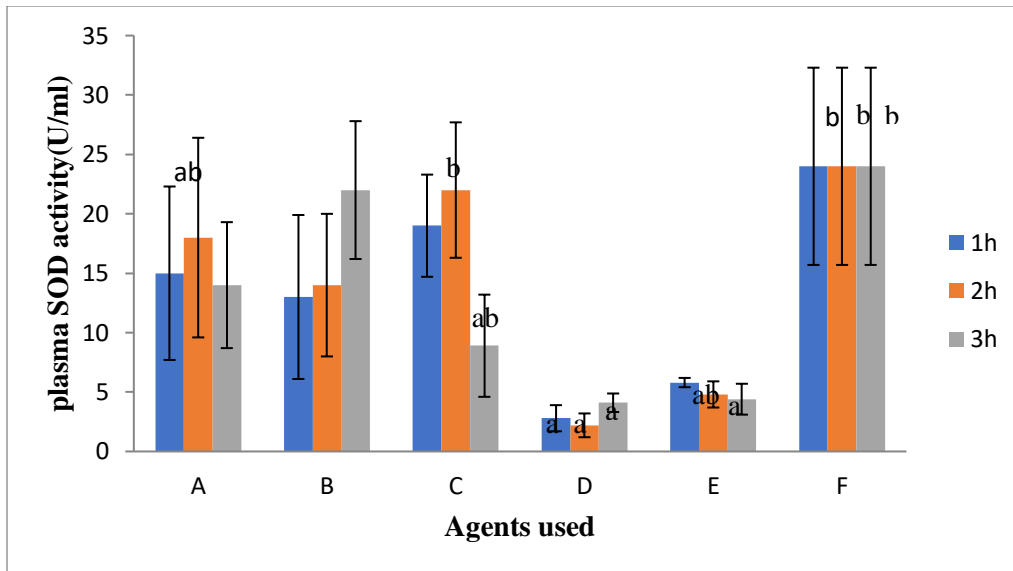 plasma SOD activity(U/ml)
35
30
25
20
15
10
5
0
ab
b
ab
a
a
a
ab
a
b
b
b
A B C D E F
Agents used
1h
2h
3h